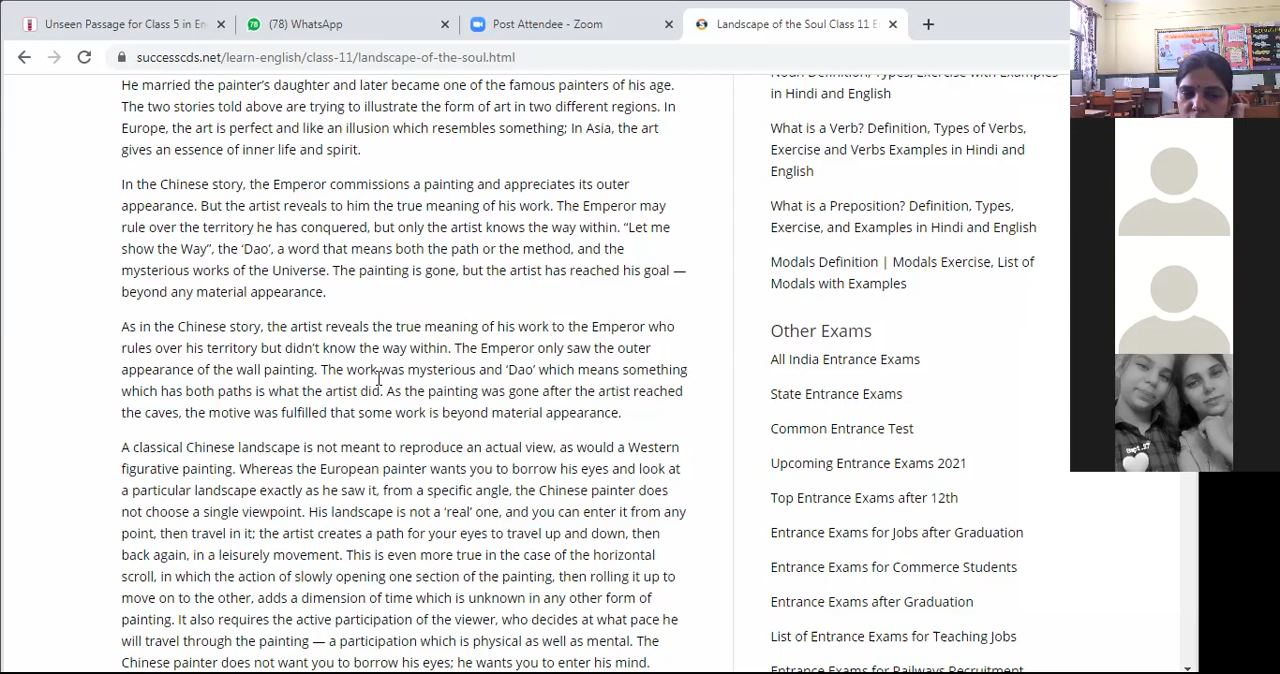 Unseen Passage for Class 5 in En
(78) WhatsApp
Post Attendee - Zoom
Landscape of the Soul Class 11 E
successcds.net/learn-english/class-11/landscape-of-the-soul.html
He married the painter's daughter and later became one of the famous painters of his age.
The two stories told above are trying to illustrate the form of art in two different regions. In
Europe, the art is perfect and like an illusion which resembles something; In Asia, the art
gives an essence of inner life and spirit.
In the Chinese story, the Emperor commissions a painting and appreciates its outer
appearance. But the artist reveals to him the true meaning of his work. The Emperor may
rule over the territory he has conquered, but only the artist knows the way within. “Let me
show the Way”, the ‘Dao’, a word that means both the path or the method, and the
mysterious works of the Universe. The painting is gone, but the artist has reached his goal —
beyond any material appearance.
As in the Chinese story, the artist reveals the true meaning of his work to the Emperor who
rules over his territory but didn’t know the way within. The Emperor only saw the outer
appearance of the wall painting. The work was mysterious and ‘Dao’ which means something
which has both paths is what the artist did. As the painting was gone after the artist reached
the caves, the motive was fulfilled that some work is beyond material appearance.
A classical Chinese landscape is not meant to reproduce an actual view, as would a Western
figurative painting. Whereas the European painter wants you to borrow his eyes and look at
a particular landscape exactly as he saw it, from a specific angle, the Chinese painter does
not choose a single viewpoint. His landscape is not a ‘real’ one, and you can enter it from any
point, then travel in it; the artist creates a path for your eyes to travel up and down, then
back again, in a leisurely movement. This is even more true in the case of the horizontal
scroll, in which the action of slowly opening one section of the painting, then rolling it up to
move on to the other, adds a dimension of time which is unknown in any other form of
painting. It also requires the active participation of the viewer, who decides at what pace he
will travel through the painting — a participation which is physical as well as mental. The
Chinese painter does not want you to borrow his eyes; he wants you to enter his mind.
Noun Definition, Types, Exercise with Examples
in Hindi and English
What is a Verb? Definition, Types of Verbs,
Exercise and Verbs Examples in Hindi and
English
What is a Preposition? Definition, Types,
Exercise, and Examples in Hindi and English
Modals Definition | Modals Exercise, List of
Modals with Examples
Other Exams
All India Entrance Exams
State Entrance Exams
Common Entrance Test
Upcoming Entrance Exams 2021
Top Entrance Exams after 12th
Entrance Exams for Jobs after Graduation
Entrance Exams for Commerce Students
Entrance Exams after Graduation
List of Entrance Exams for Teaching Jobs
Entrance Exams for Railways Recruitment